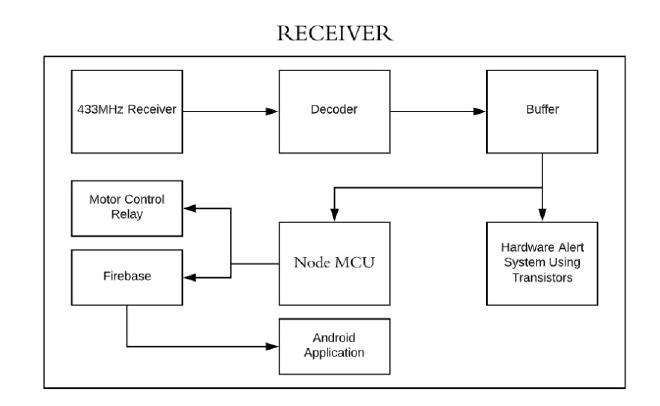 RECEIVER
433MHz Receiver
Decoder
Buffer
Motor Control
Relay
Node MCU
Hardware Alert
System Using
Transistors
Firebase
Android
Application